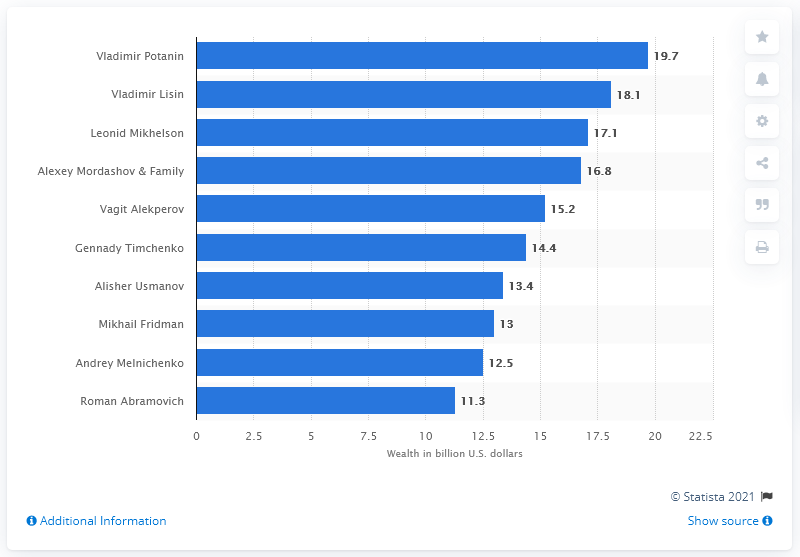 Vladimir Potanin 19.7
Vladimir Lisin 18.1
Leonid Mikhelson 17.1
Alexey Mordashov & Family 16.8
Vagit Alekperov 15.2
Gennady Timchenko 14.4
Alisher Usmanov 13.4
Mikhail Fridman 13
Andrey Melnichenko 12.5
Roman Abramovich 11.3
0 2.5 5 7.5 10 12.5 15 17.5 20 22.5
Wealth in billion U.S. dollars
© Statista 2021
Additional Information Show source